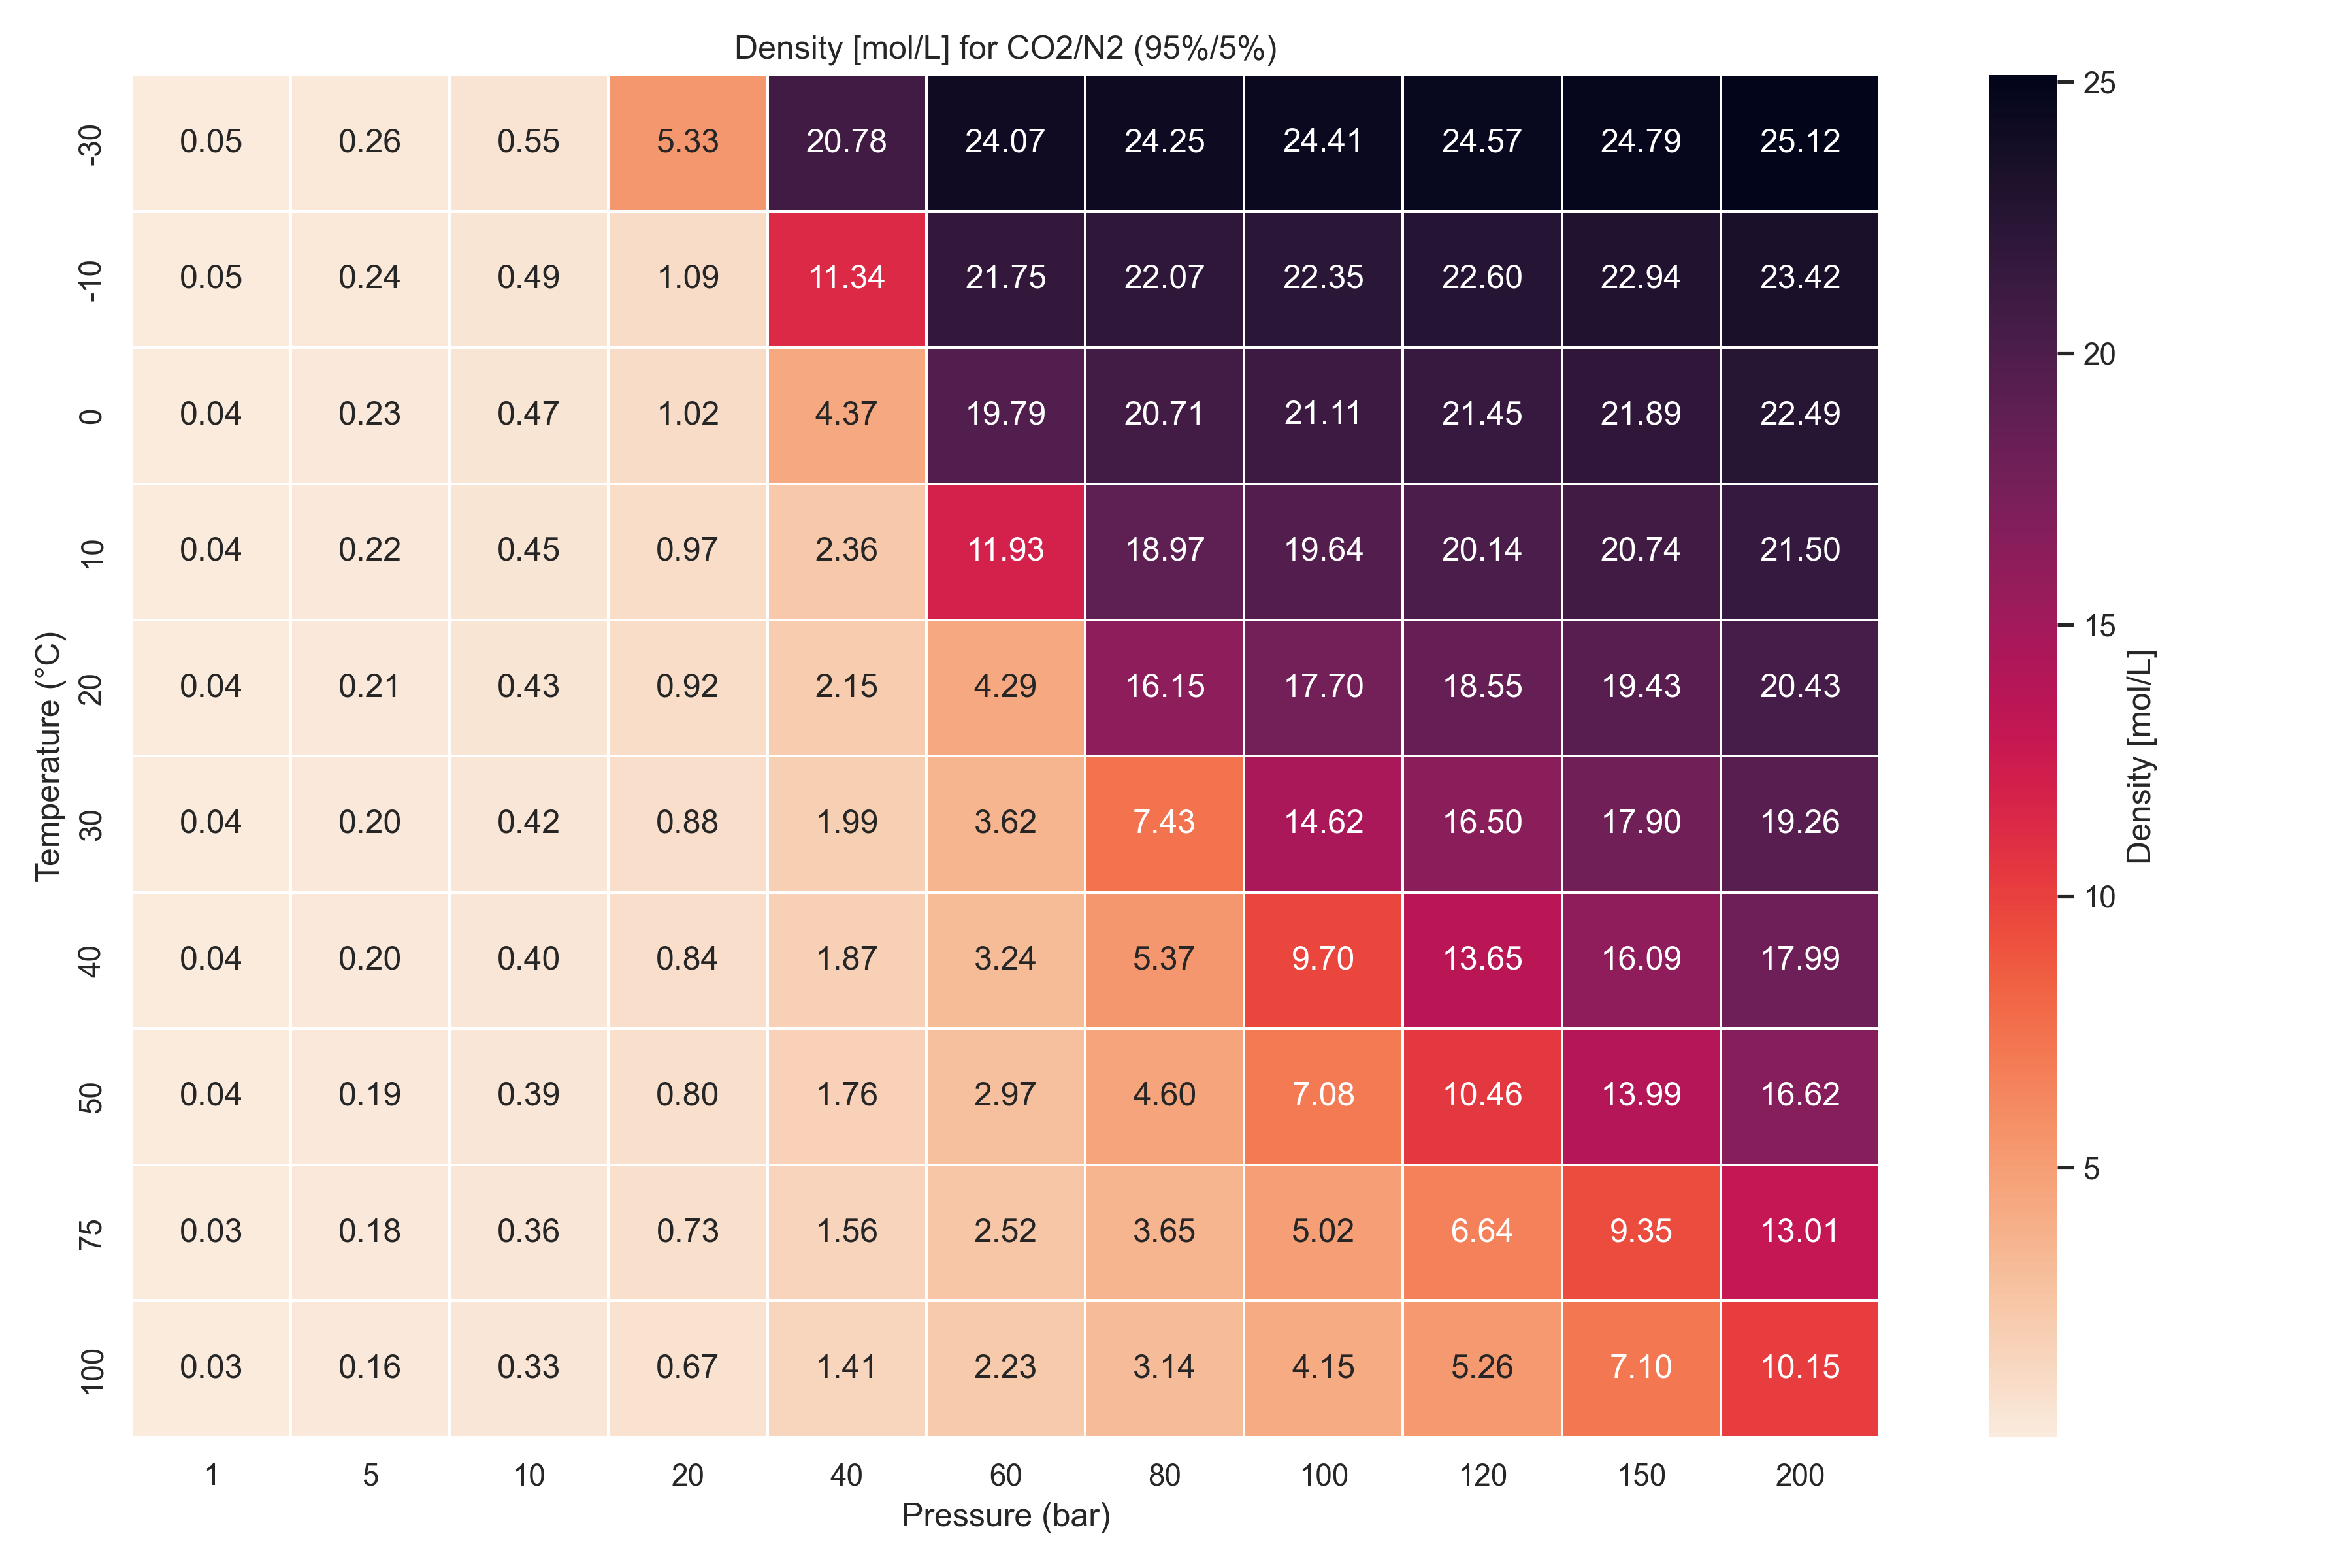 Density [mol/L] for CO2/N2 (95%/5%)
-30 0.05 0.26 0.55 5.33 20.78 24.07 24.25 24.41 24.57 24.79 25.12
-10 0.05 0.24 0.49 1.09 11.34 21.75 22.07 22.35 22.60 22.94 23.42
0 0.04 0.23 0.47 1.02 4.37 19.79 20.71 21.11 21.45 21.89 22.49
10 0.04 0.22 0.45 0.97 2.36 11.93 18.97 19.64 20.14 20.74 21.50
20 0.04 0.21 0.43 0.92 2.15 4.29 16.15 17.70 18.55 19.43 20.43
30 0.04 0.20 0.42 0.88 1.99 3.62 7.43 14.62 16.50 17.90 19.26
40 0.04 0.20 0.40 0.84 1.87 3.24 5.37 9.70 13.65 16.09 17.99
50 0.04 0.19 0.39 0.80 1.76 2.97 4.60 7.08 10.46 13.99 16.62
75 0.03 0.18 0.36 0.73 1.56 2.52 3.65 5.02 6.64 9.35 13.01
100 0.03 0.16 0.33 0.67 1.41 2.23 3.14 4.15 5.26 7.10 10.15
1 5 10 20 40 60 80 100 120 150 200
Pressure (bar)
Temperature (°C)
25
20
15
10
5
Density [mol/L]